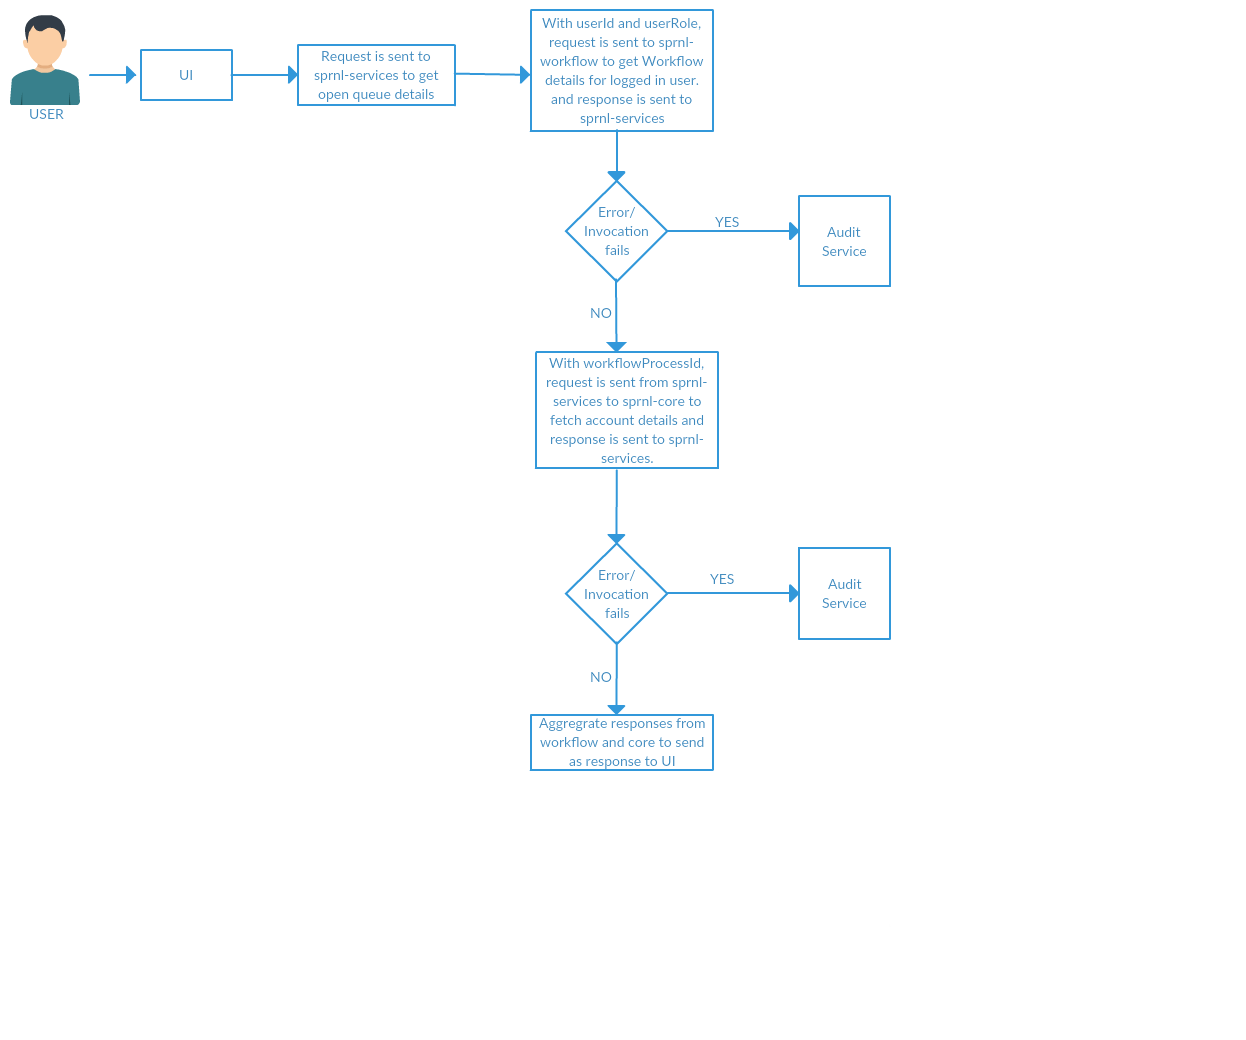 USER
UI
Request is sent to
sprnl-services to get
open queue details
With userId and userRole,
request is sent to sprnl-
workflow to get Workflow
details for logged in user.
and response is sent to
sprnl-services
Error/
Invocation
fails
YES
Audit
Service
NO
With workflowProcessId,
request is sent from sprnl-
services to sprnl-core to
fetch account details and
response is sent to sprnl-
services.
Error/
Invocation
fails
YES
Audit
Service
NO
Aggregrate responses from
workflow and core to send
as response to UI